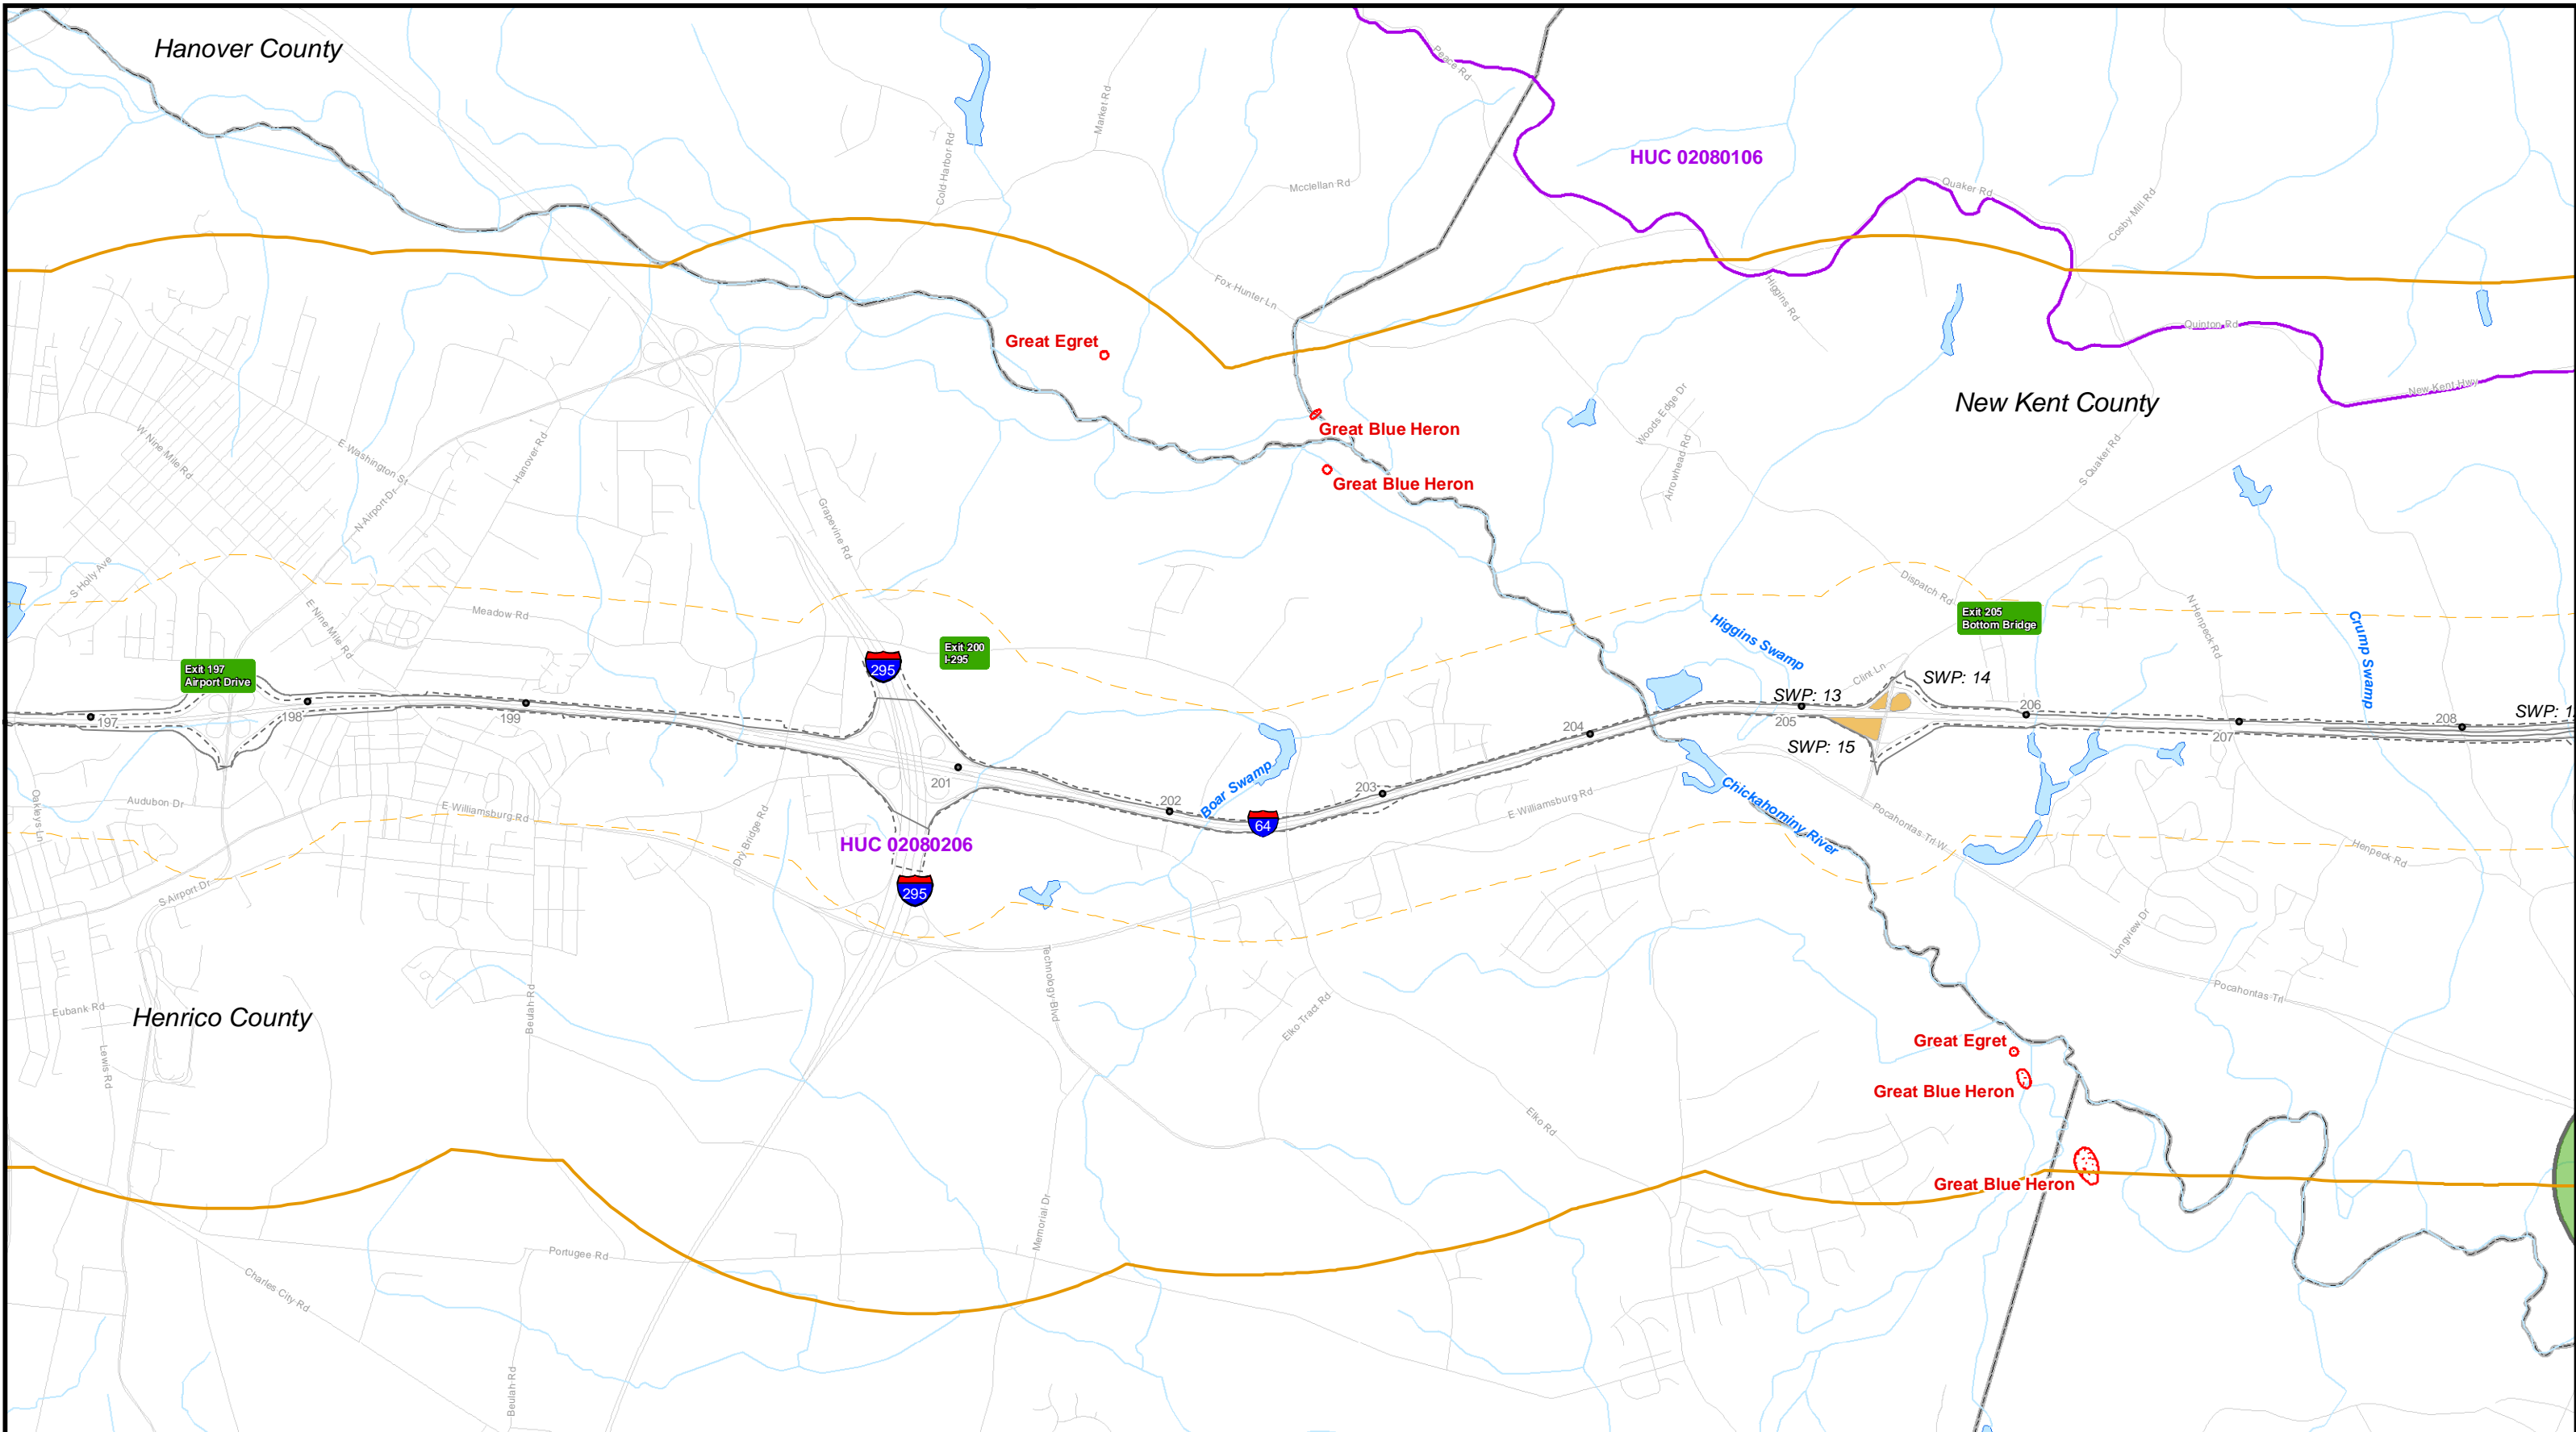 Hanover County
Peace Rd
Market Rd
Cold Harbor Rd
Mcclellan Rd
HUC 02080106
Quaker Rd
Cosby Mill Rd
Fox Hunter Ln
Higgins Rd
Quinton Rd
Great Egret
New Kent Hwy
New Kent County
Great Blue Heron
Great Blue Heron
Woods Edge Dr
Arrowhead Rd
S Quaker Rd
W Nine Mile Rd
E Washington St
Hanover Rd
N Airport Dr
Grapevine Rd
S Holly Ave
E Nine Mile Rd
Meadow Rd
Dispatch Rd
Exit 205
Bottom Bridge
N Henpeck Rd
Crump Swamp
Higgins Swamp
Exit 197
Airport Drive
295
Exit 200
I-295
Clint Ln
SWP: 13
SWP: 14
SWP: 15
SWP: 1
197
198
199
201
202
203
204
205
206
207
208
Boar Swamp
64
Chickahominy River
Oakleys Ln
Audubon Dr
E Williamsburg Rd
E Williamsburg Rd
Dry Bridge Rd
HUC 02080206
295
Pocahontas Trl W
Henpeck Rd
S Airport Dr
Longview Dr
Technology Blvd
Pocahontas Trl
Eubank Rd
Henrico County
Beulah Rd
Elko Tract Rd
Lewis Rd
Great Egret
Great Blue Heron
Elko Rd
Great Blue Heron
Memorial Dr
Portugee Rd
Charles City Rd
Beulah Rd